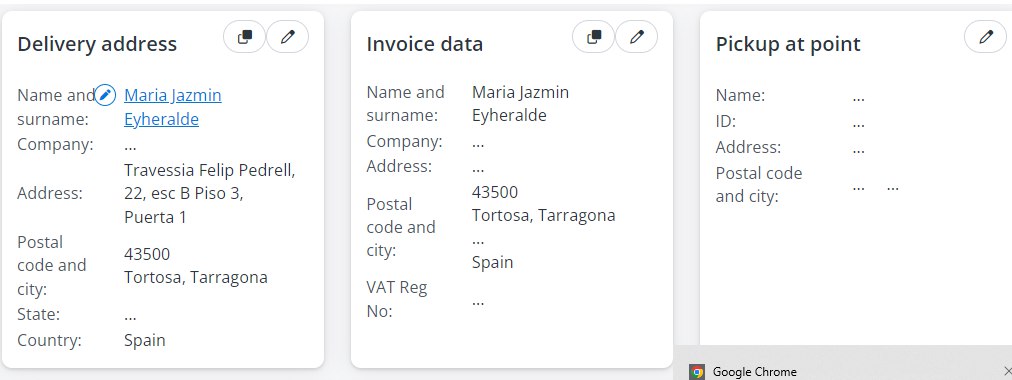 Delivery address
Name and surname:
Maria Jazmin
Eyheralde
Company:
...
Address:
Travessia Felip Pedrell,
22, esc B Piso 3,
Puerta 1
Postal
code and
city:
43500
Tortosa, Tarragona
State:
...
Country:
Spain
Invoice data
Name and
surname:
Maria Jazmin
Eyheralde
Company:
...
Address:
...
Postal
code and
city:
43500
Tortosa, Tarragona
...
Spain
VAT Reg
No:
...
Pickup at point
Name:
...
ID:
...
Address:
...
Postal code
and city:
... ...
Google Chrome